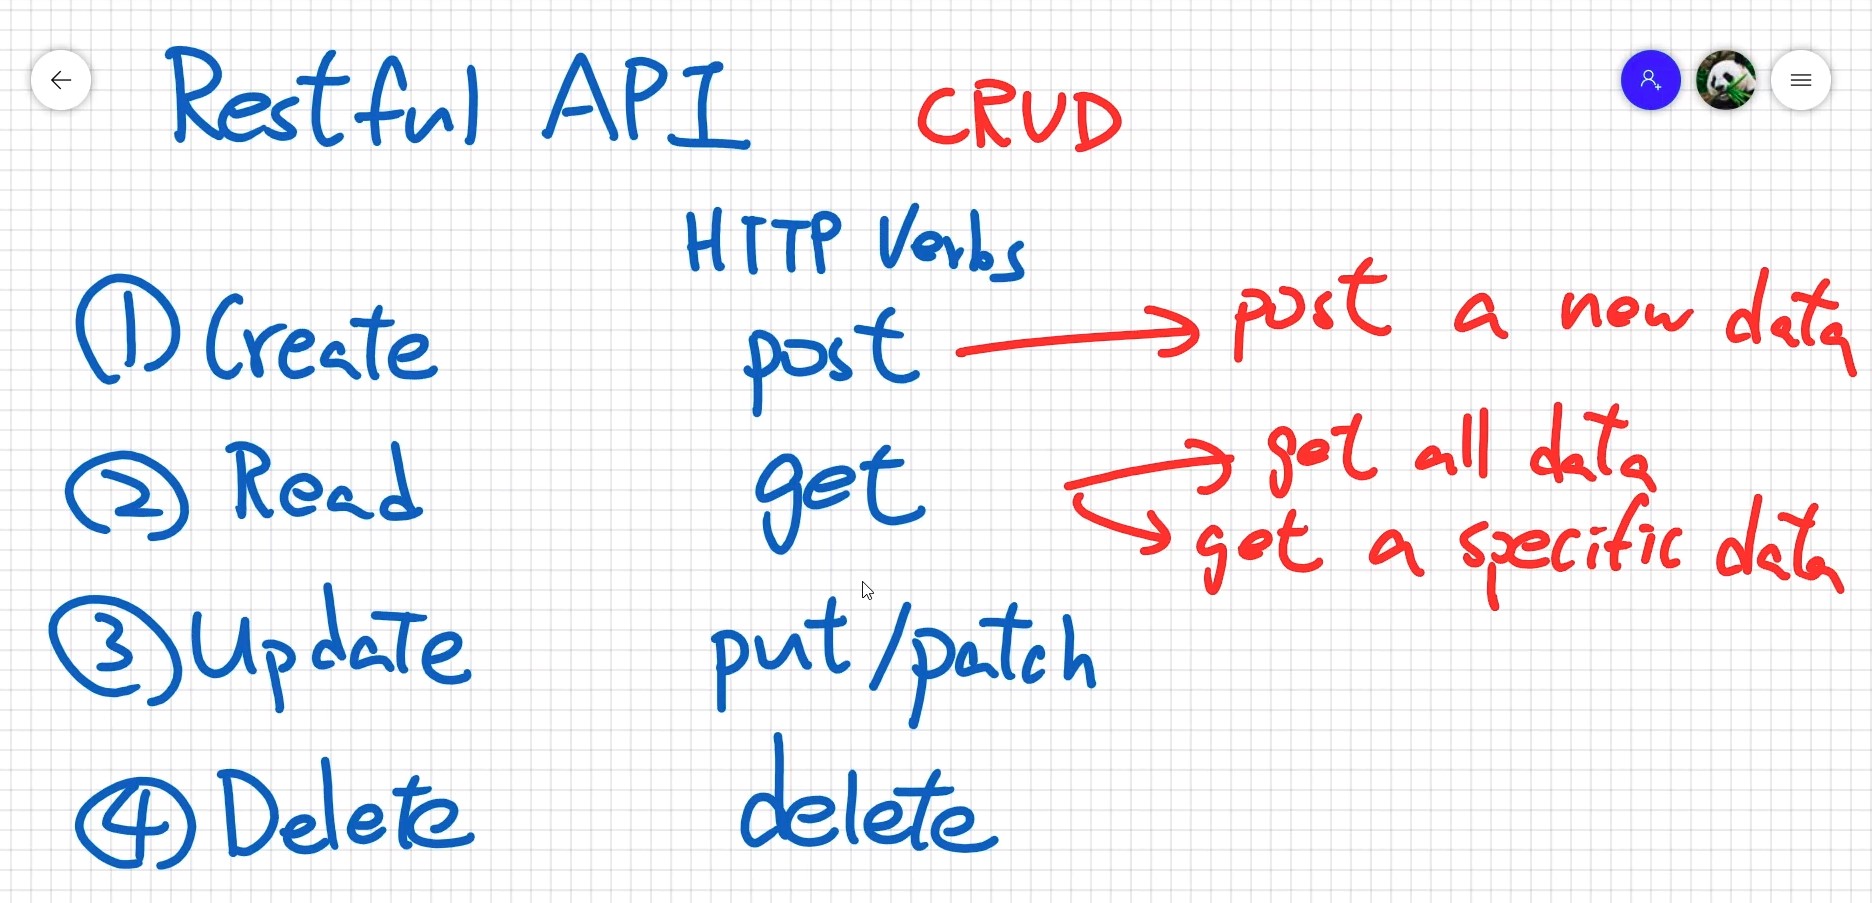 Restful API CRUD
HTTP Verbs
① Create post → post a new data
② Read get → get all data
→ get a specific data
③ Update put/patch
④ Delete delete